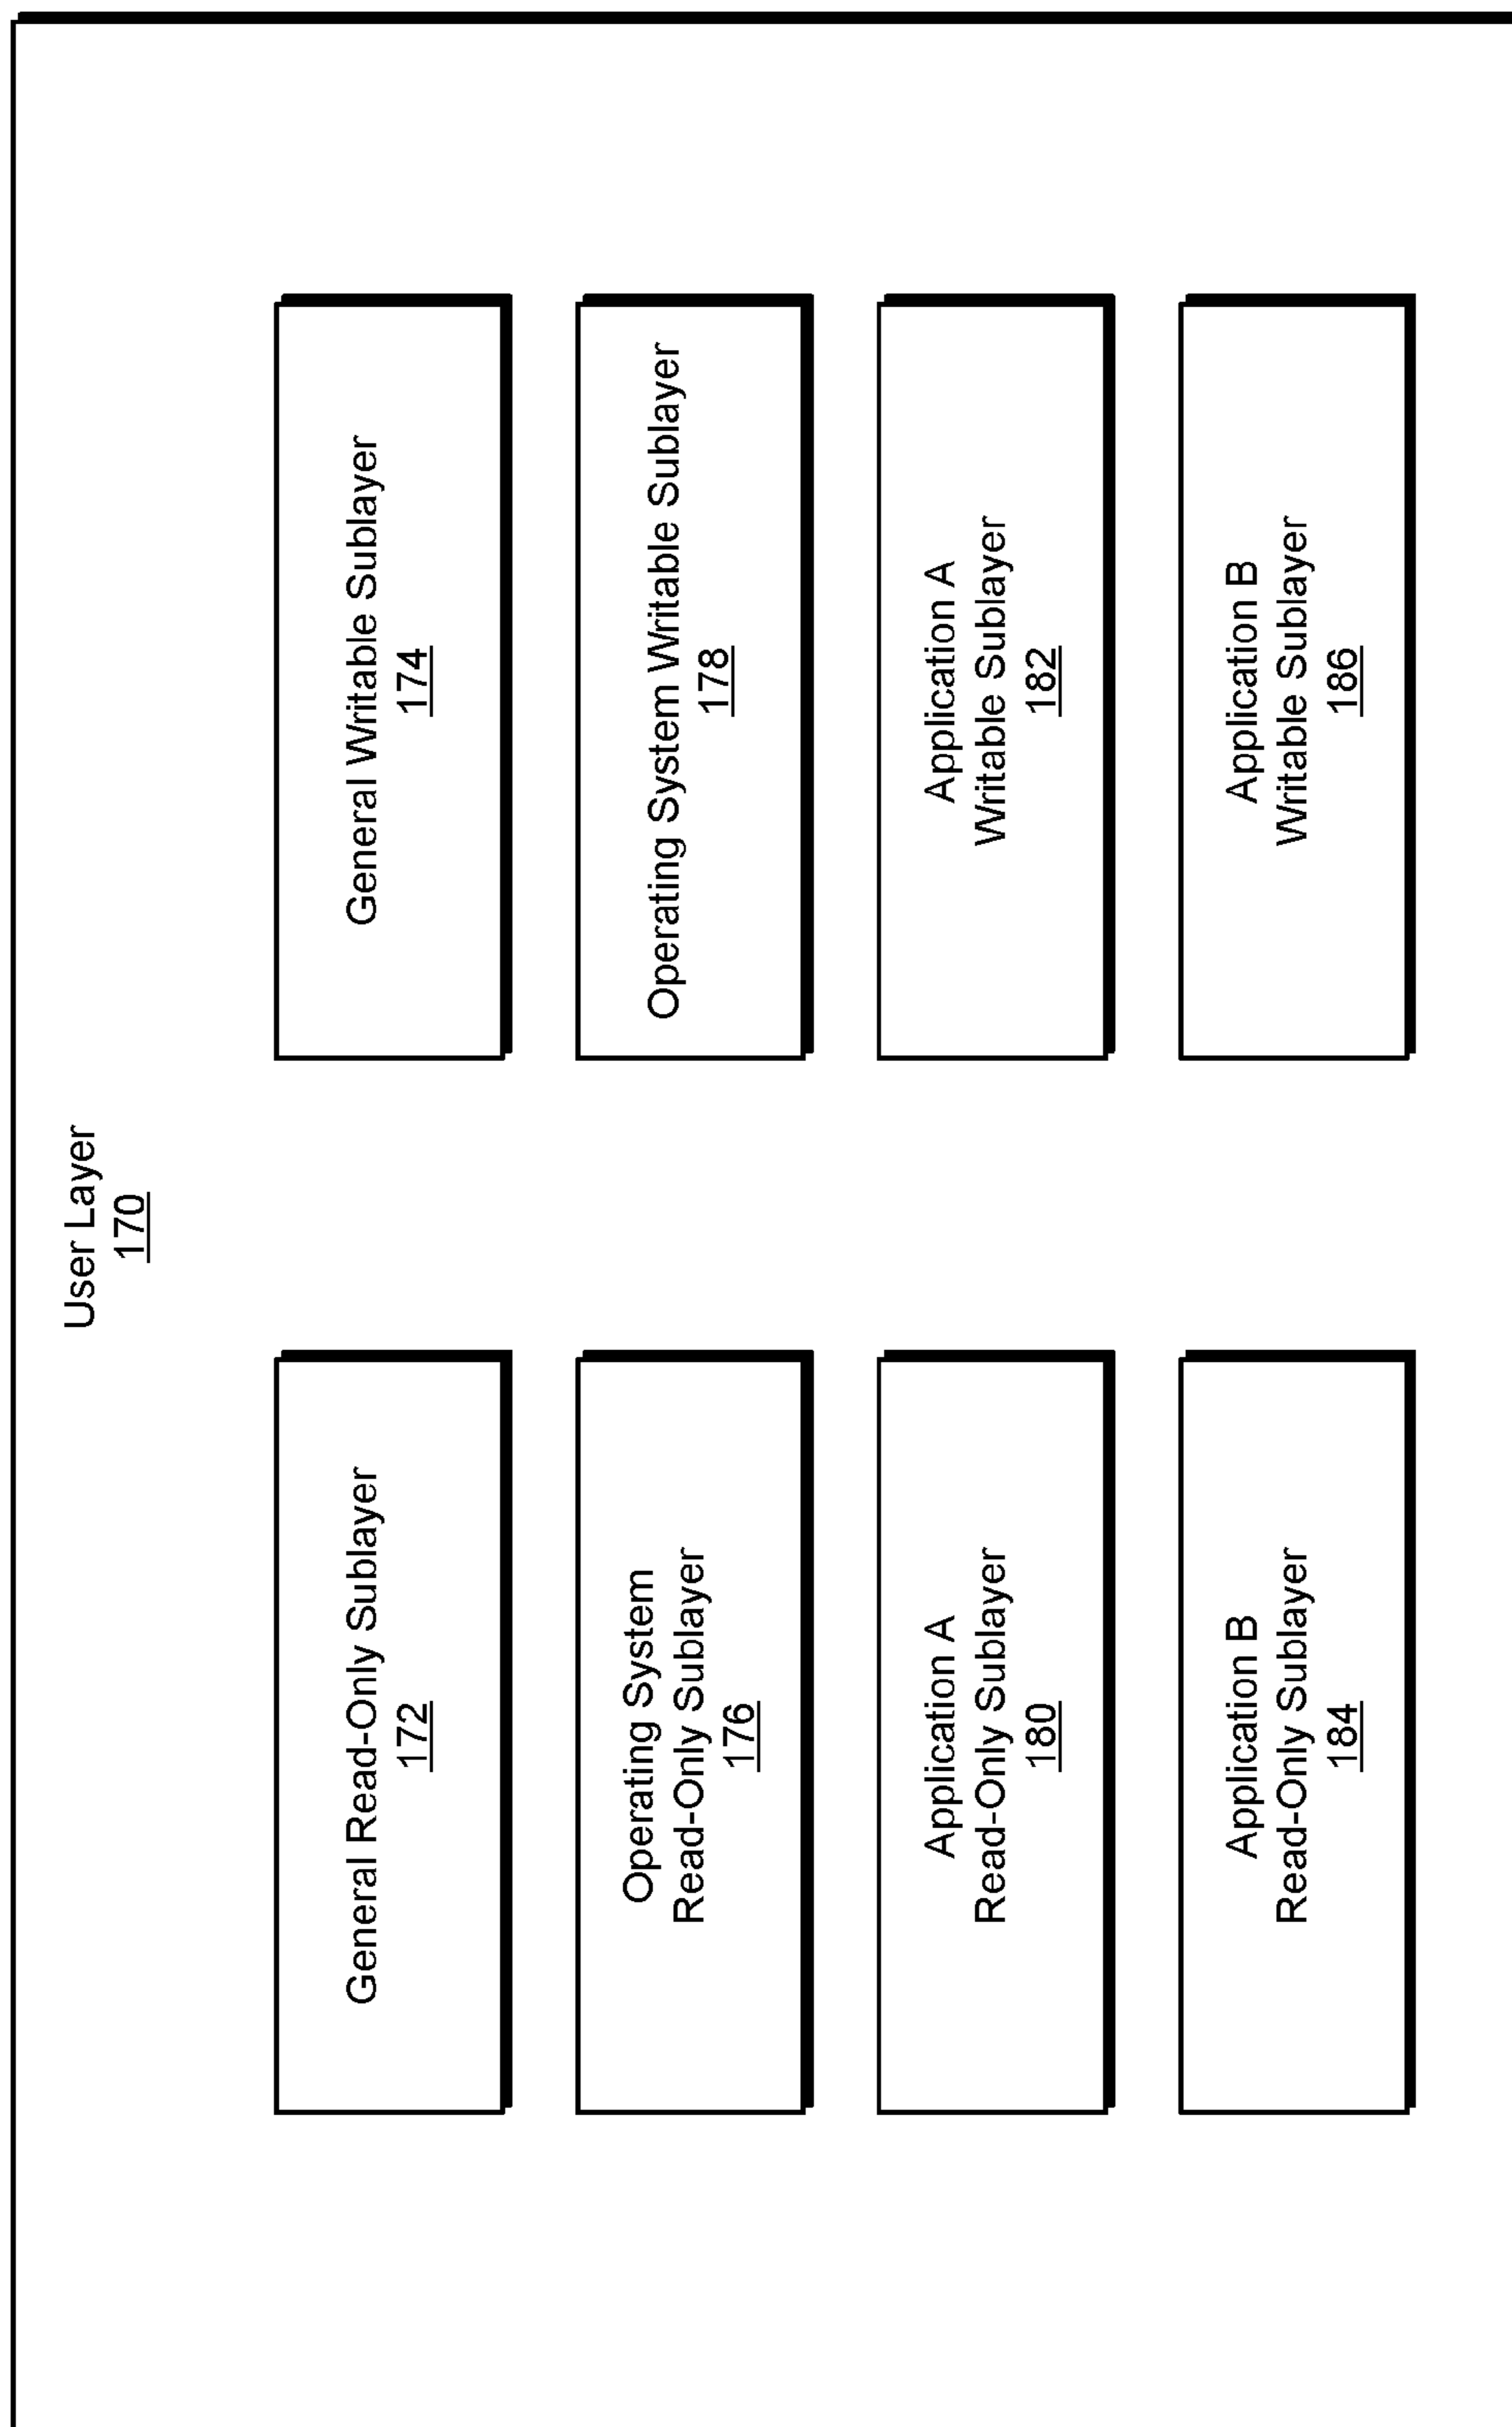 User Layer
170
General Read-Only Sublayer
172
General Writable Sublayer
174
Operating System
Read-Only Sublayer
176
Operating System Writable Sublayer
178
Application A
Read-Only Sublayer
180
Application A
Writable Sublayer
182
Application B
Read-Only Sublayer
184
Application B
Writable Sublayer
186